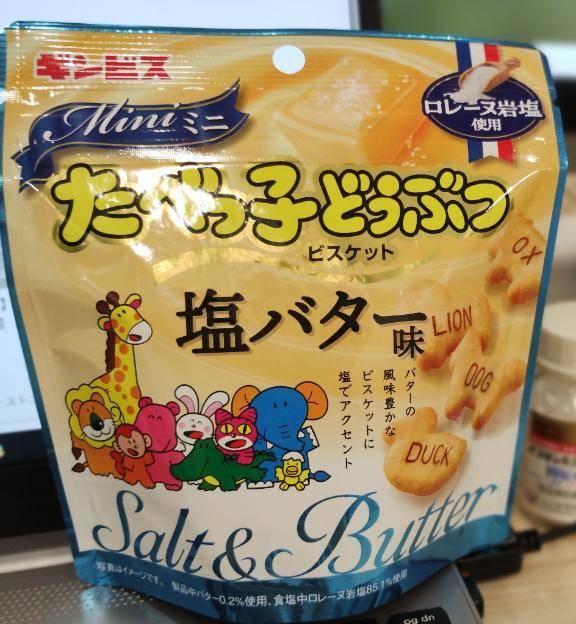 ギンビス
Mini ミニ
ロレーヌ岩塩
使用
たべっ子どうぶつ
ビスケット
塩バター味
バターの
風味豊かな
ビスケットに
塩でアクセント
OX
LION
DOG
DUCK
Salt & Butter
写真はイメージです。 製品中バター0.2%使用、食塩中ロレーヌ岩塩85.1%使用
pg dn